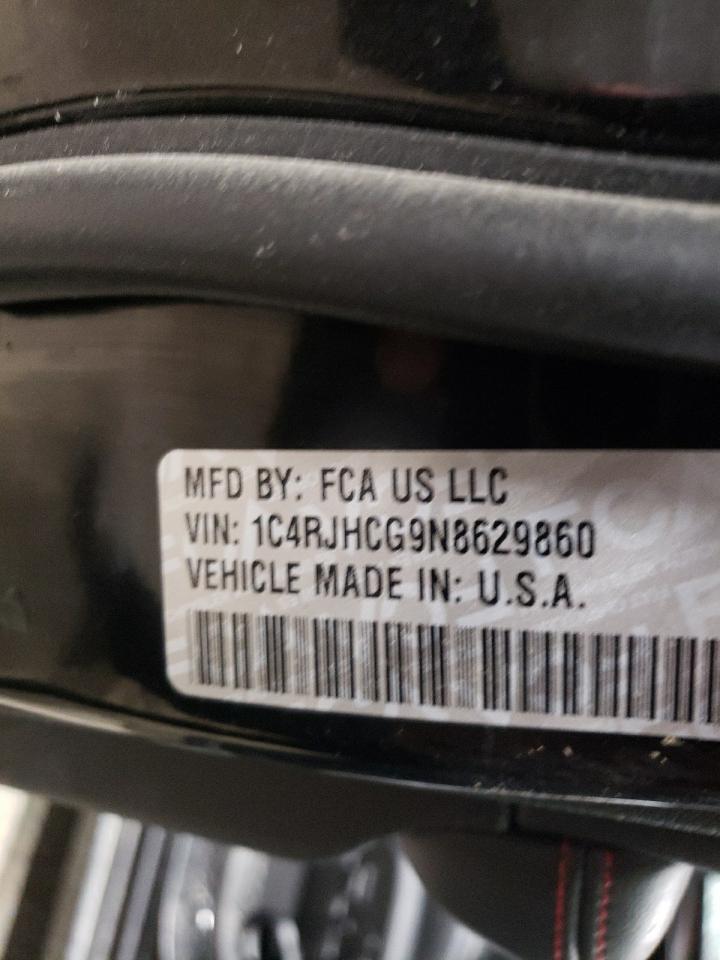 MFD BY: FCA US LLC
VIN: 1C4RJHCG9N8629860
VEHICLE MADE IN: U.S.A.